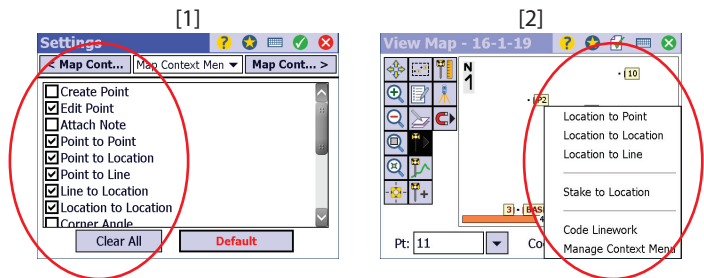 [1]
Settings
< Map Cont... Map Context Men Map Cont... >
Create Point
Edit Point
Attach Note
Point to Point
Point to Location
Point to Line
Line to Location
Location to Location
Corner Angle
Clear All Default
[2]
View Map - 16-1-19
N
1
10
P2
Location to Point
Location to Location
Location to Line
Stake to Location
Code Linework
Manage Context Menu
3 BAS
4
Pt: 11 Co